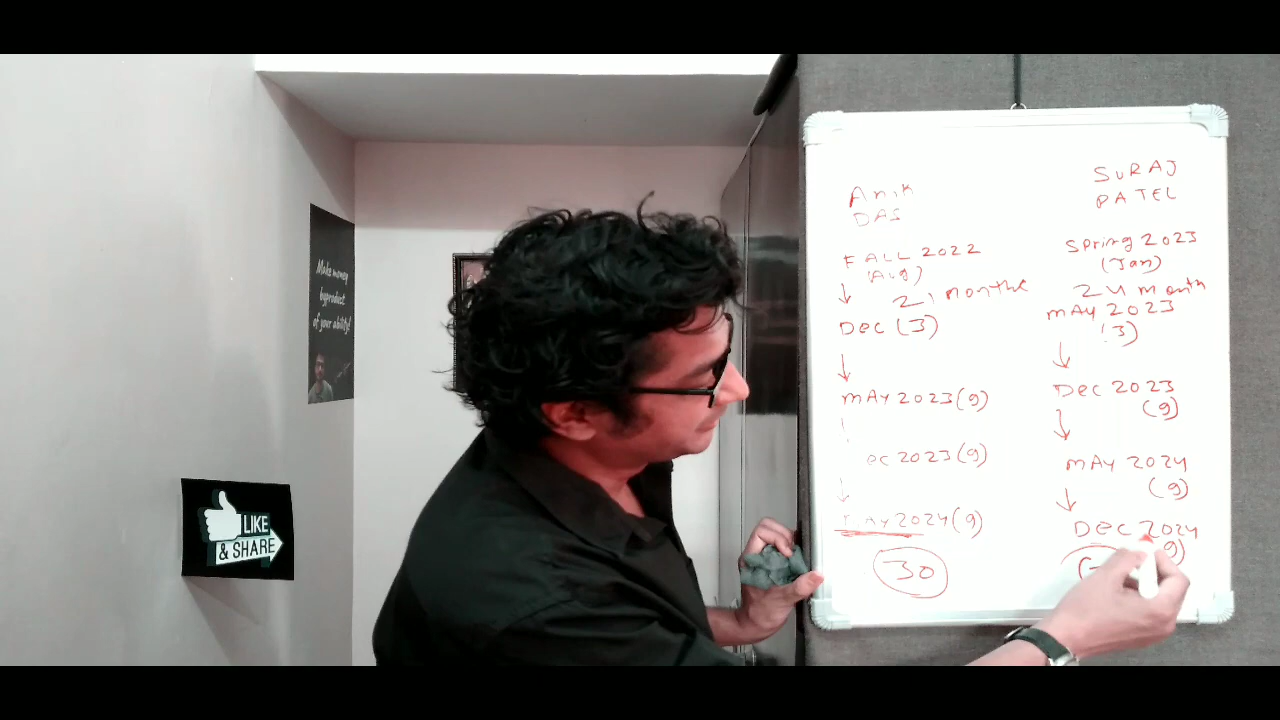 Make money
byproduct
of your ability!
LIKE
& SHARE
Anik
DAS
FALL 2022
(Aug)
21 months
Dec (3)
mAy 2023 (9)
ec 2023 (9)
AY 2024 (9)
30
SURAJ
PATEL
Spring 2023
(Jan)
24 month
mAy 2023
(3)
Dec 2023
(9)
mAy 2024
(9)
Dec 2024
9)